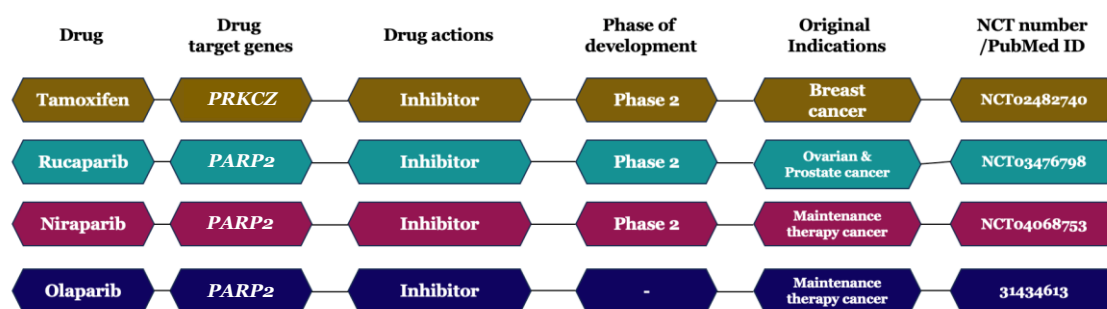 Drug
Drug target genes
Drug actions
Phase of development
Original Indications
NCT number /PubMed ID
Tamoxifen
PRKCZ
Inhibitor
Phase 2
Breast cancer
NCT02482740
Rucaparib
PARP2
Inhibitor
Phase 2
Ovarian & Prostate cancer
NCT03476798
Niraparib
PARP2
Inhibitor
Phase 2
Maintenance therapy cancer
NCT04068753
Olaparib
PARP2
Inhibitor
-
Maintenance therapy cancer
31434613